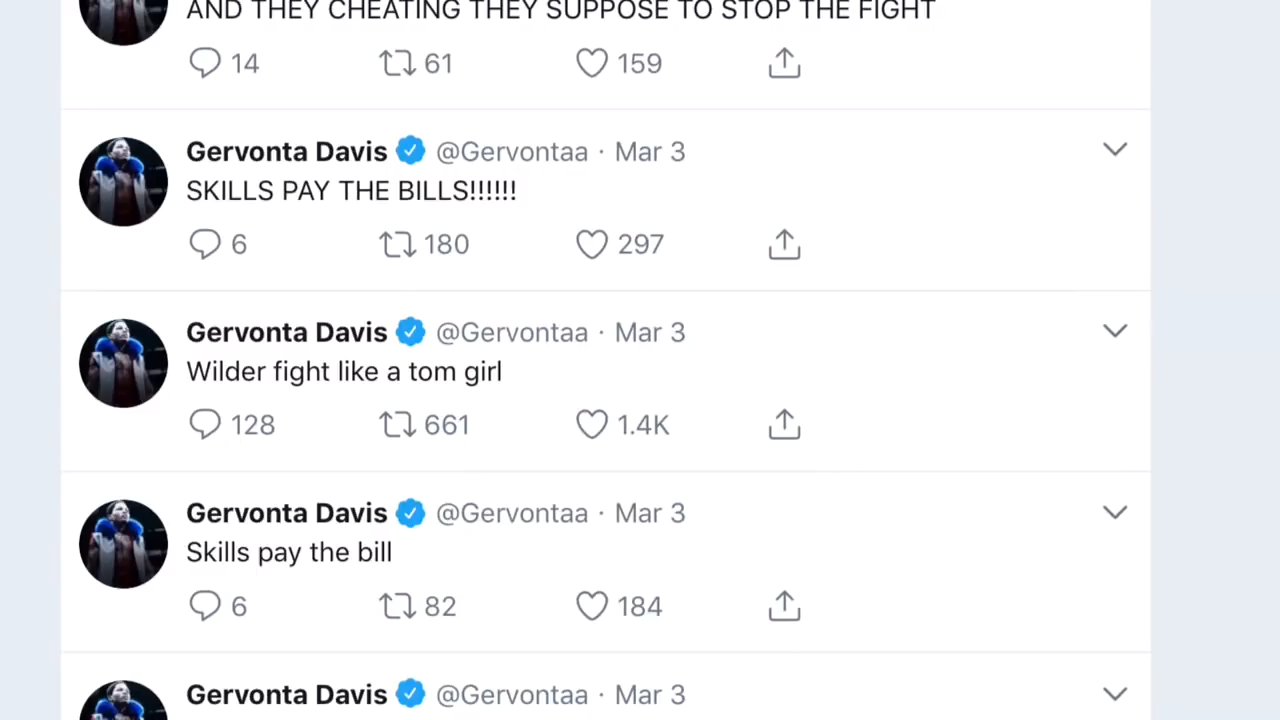 AND THEY CHEATING THEY SUPPOSE TO STOP THE FIGHT
14 61 159
Gervonta Davis @Gervontaa · Mar 3
SKILLS PAY THE BILLS!!!!!!
6 180 297
Gervonta Davis @Gervontaa · Mar 3
Wilder fight like a tom girl
128 661 1.4K
Gervonta Davis @Gervontaa · Mar 3
Skills pay the bill
6 82 184
Gervonta Davis @Gervontaa · Mar 3